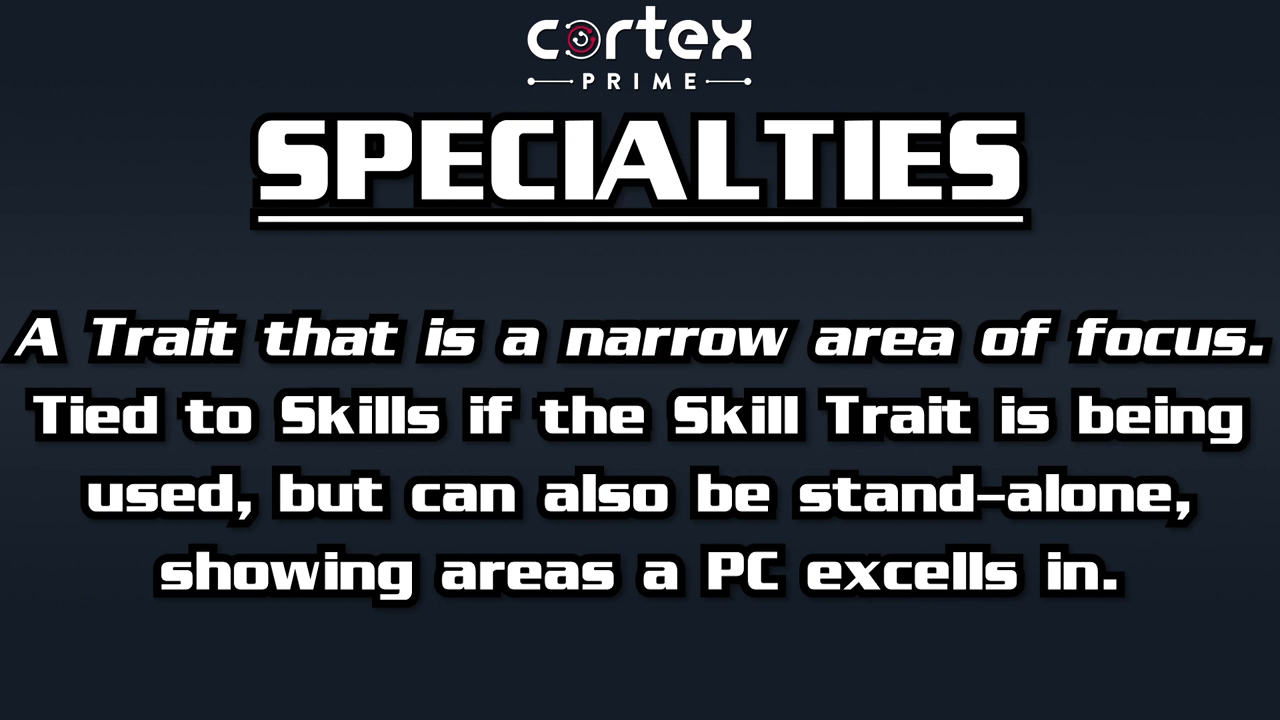 cortex
PRIME
SPECIALTIES
A Trait that is a narrow area of focus.
Tied to Skills if the Skill Trait is being
used, but can also be stand-alone,
showing areas a PC excells in.